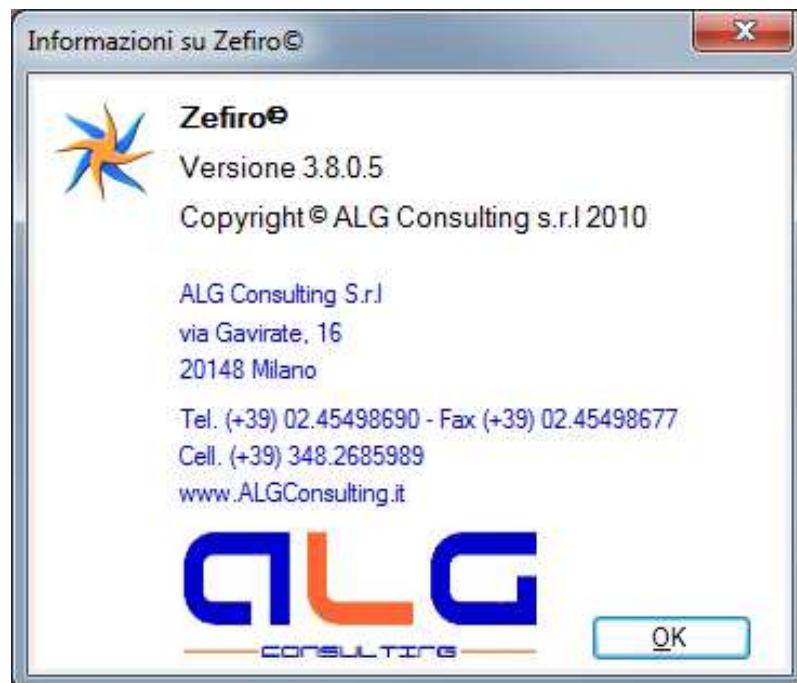 Informazioni su Zefiro©
Zefiro©
Versione 3.8.0.5
Copyright © ALG Consulting s.r.l 2010
ALG Consulting S.r.l
via Gavirate, 16
20148 Milano
Tel. (+39) 02.45498690 - Fax (+39) 02.45498677
Cell. (+39) 348.2685989
www.ALGConsulting.it
ALG
CONSULTING
OK